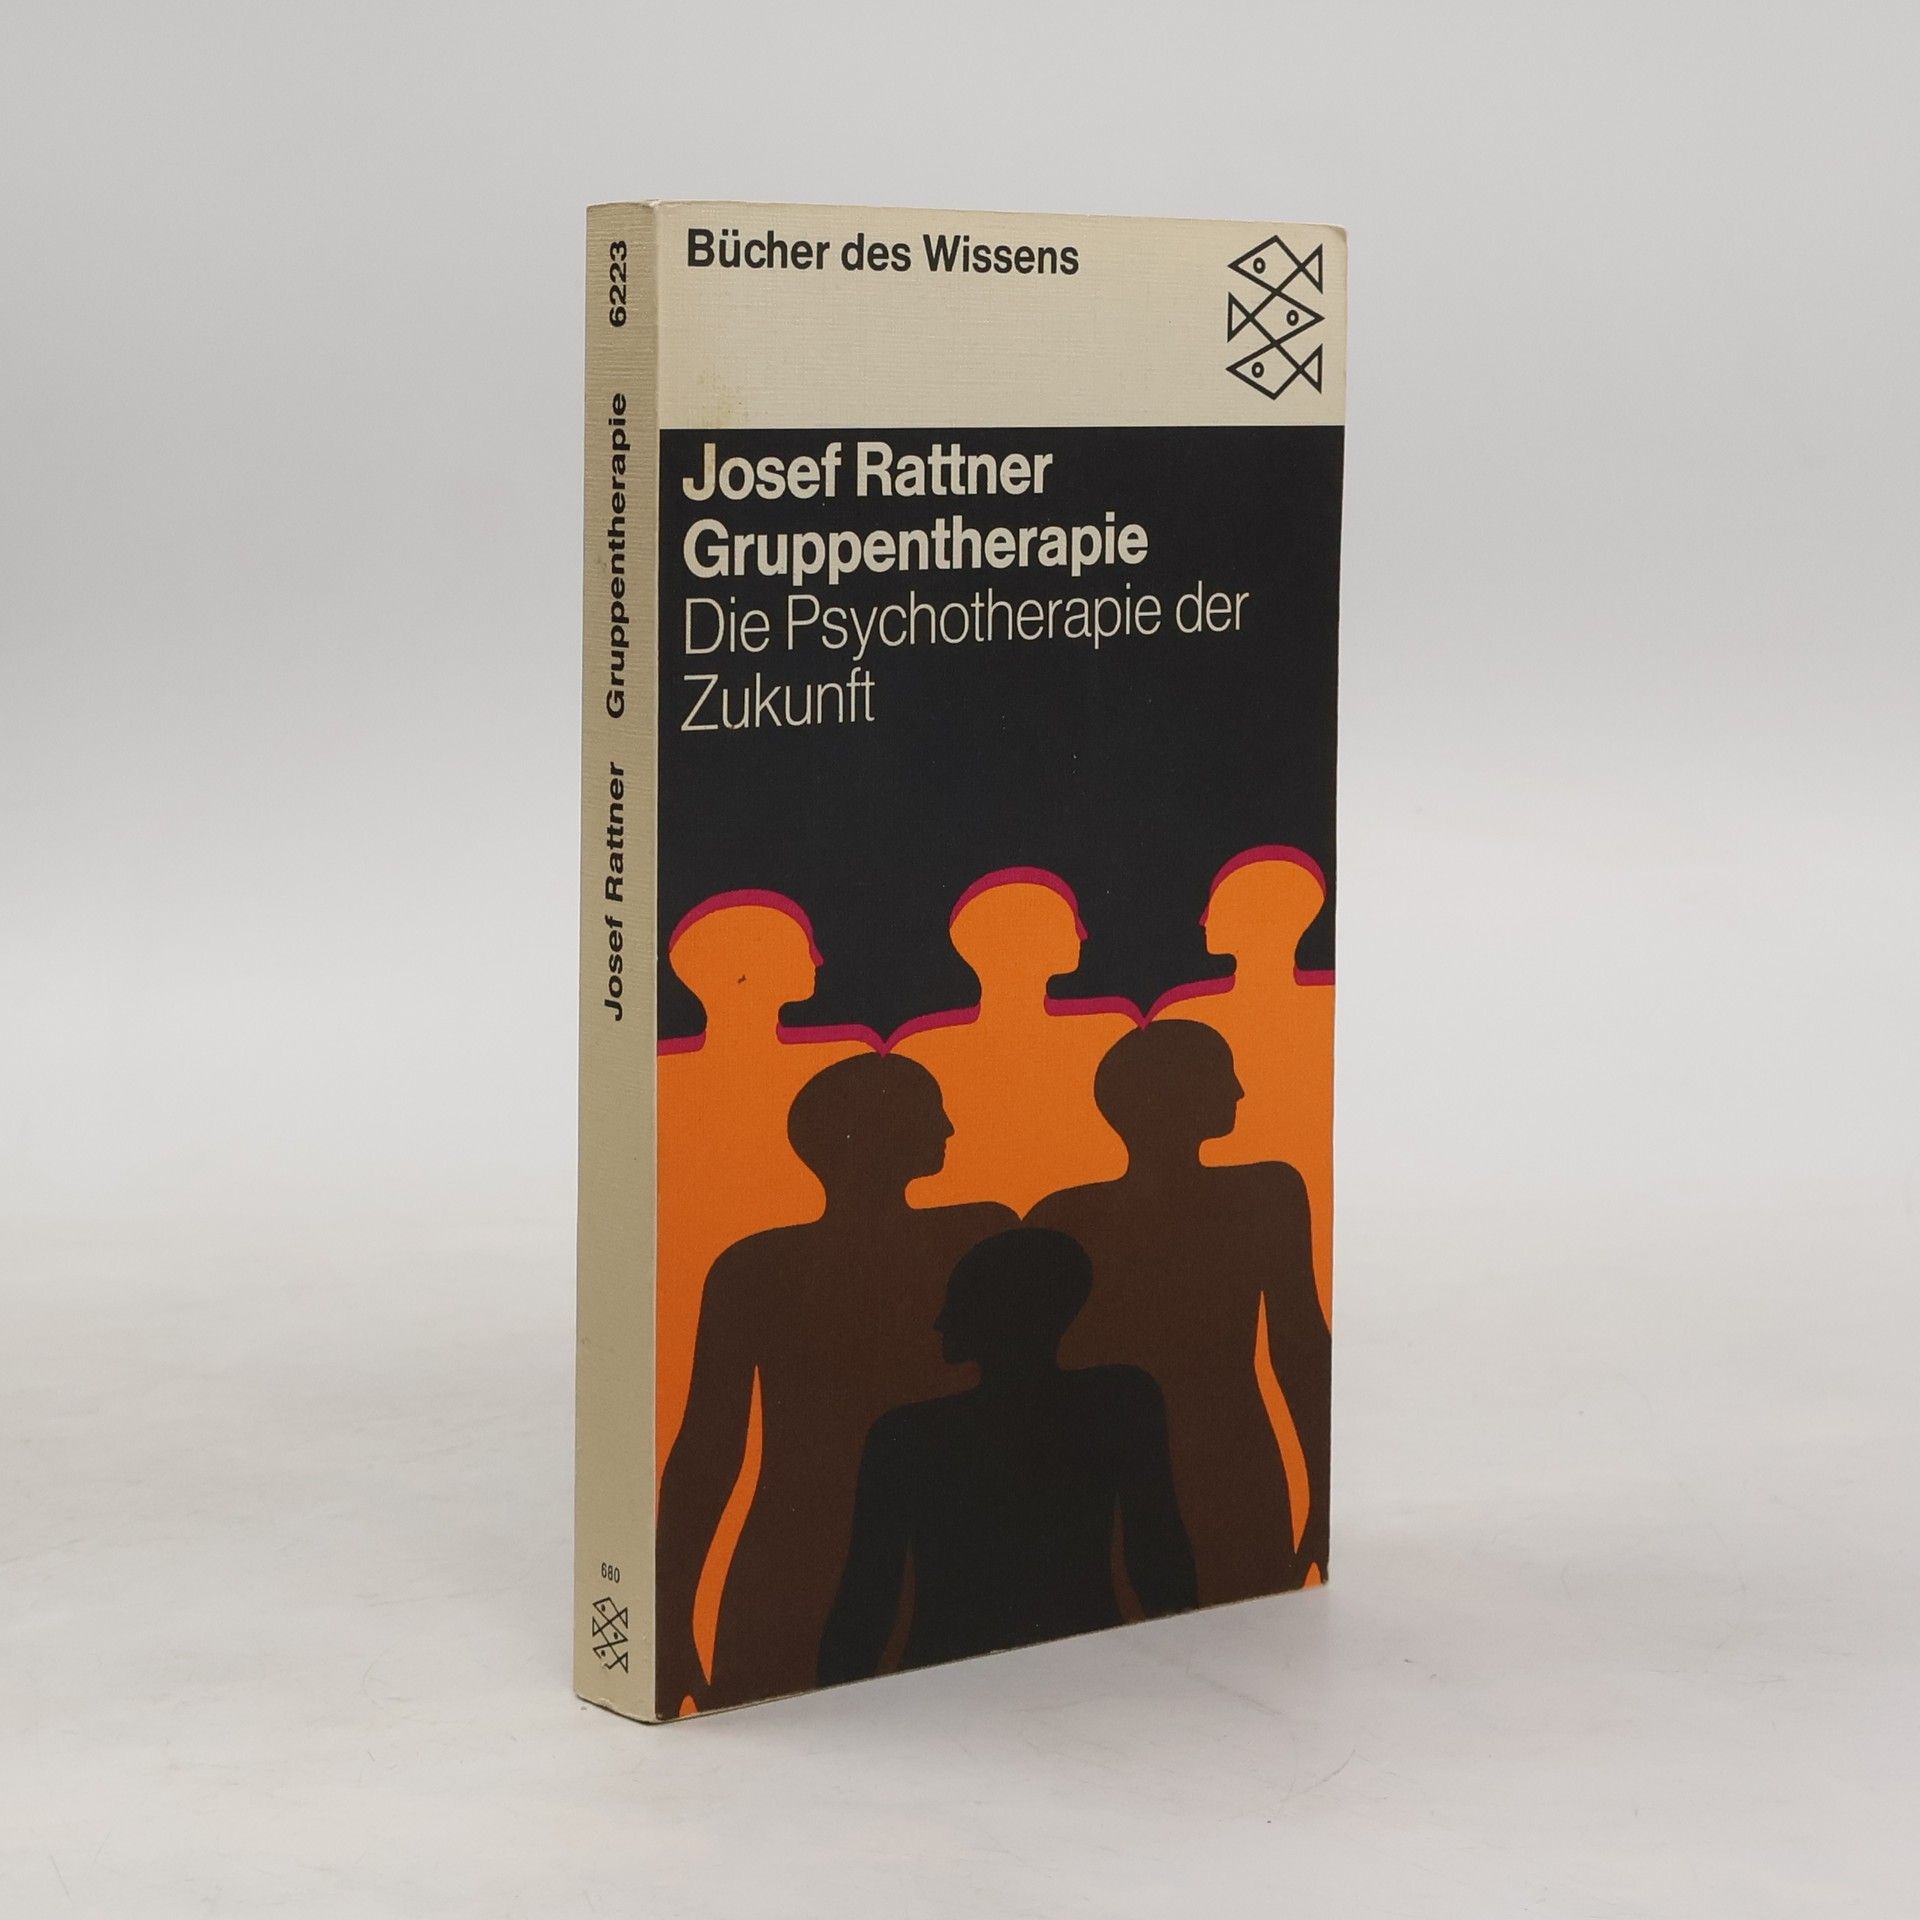 Bücher des Wissens
Josef Rattner
Gruppentherapie
Die Psychotherapie der
Zukunft
Josef Rattner Gruppentherapie 6223
680